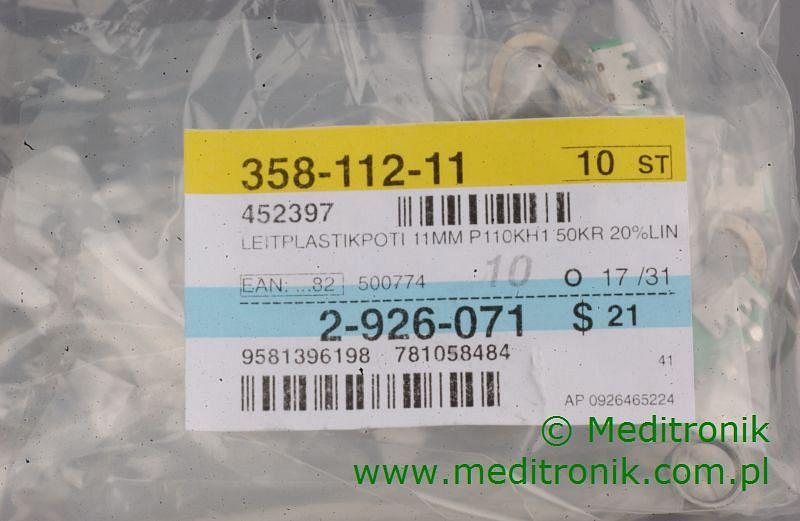 358-112-11 10 ST
452397
LEITPLASTIKPOTI 11MM P110KH1 50KR 20%LIN
10
EAN: ...82 500774 O 17 /31
2-926-071 $ 21
9581396198 781058484 41
AP 0926465224
© Meditronik
www.meditronik.com.pl